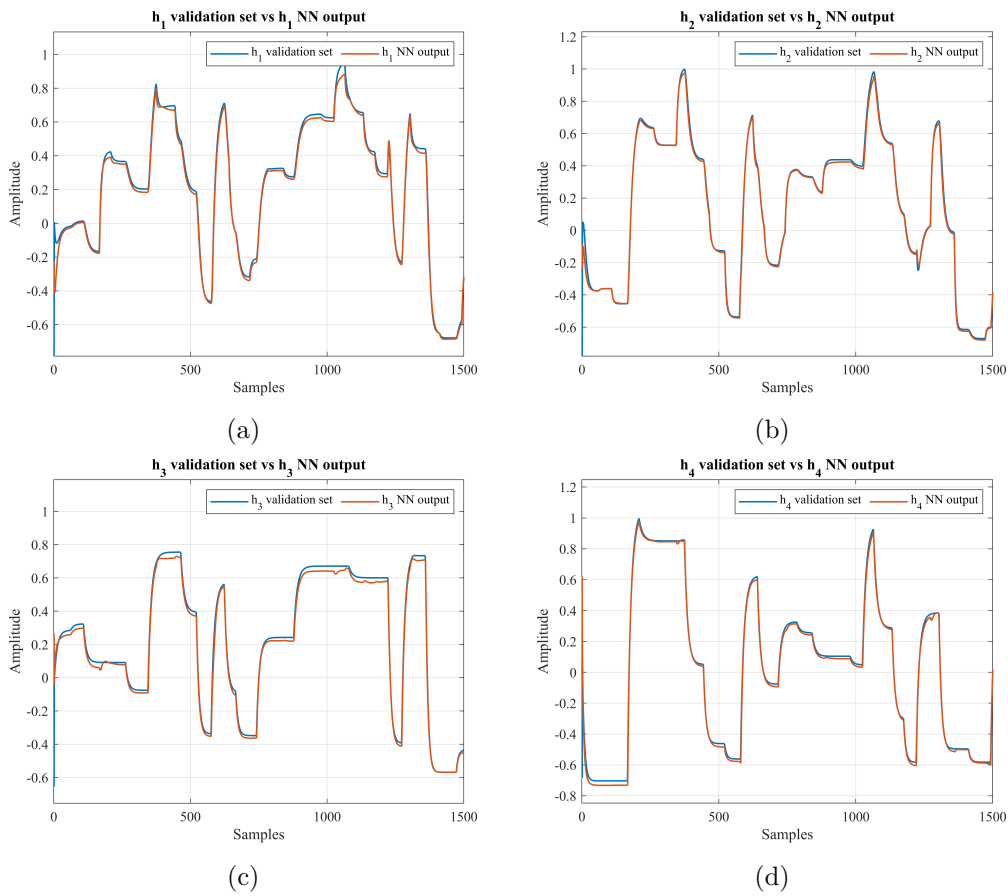 h₁ validation set vs h₁ NN output
h₁ validation set
h₁ NN output
1
0.8
0.6
0.4
0.2
0
-0.2
-0.4
-0.6
Amplitude
0 500 1000 1500
Samples
(a)
h₂ validation set vs h₂ NN output
h₂ validation set
h₂ NN output
1.2
1
0.8
0.6
0.4
0.2
0
-0.2
-0.4
-0.6
Amplitude
0 500 1000 1500
Samples
(b)
h₃ validation set vs h₃ NN output
h₃ validation set
h₃ NN output
1
0.8
0.6
0.4
0.2
0
-0.2
-0.4
-0.6
Amplitude
0 500 1000 1500
Samples
(c)
h₄ validation set vs h₄ NN output
h₄ validation set
h₄ NN output
1.2
1
0.8
0.6
0.4
0.2
0
-0.2
-0.4
-0.6
-0.8
Amplitude
0 500 1000 1500
Samples
(d)